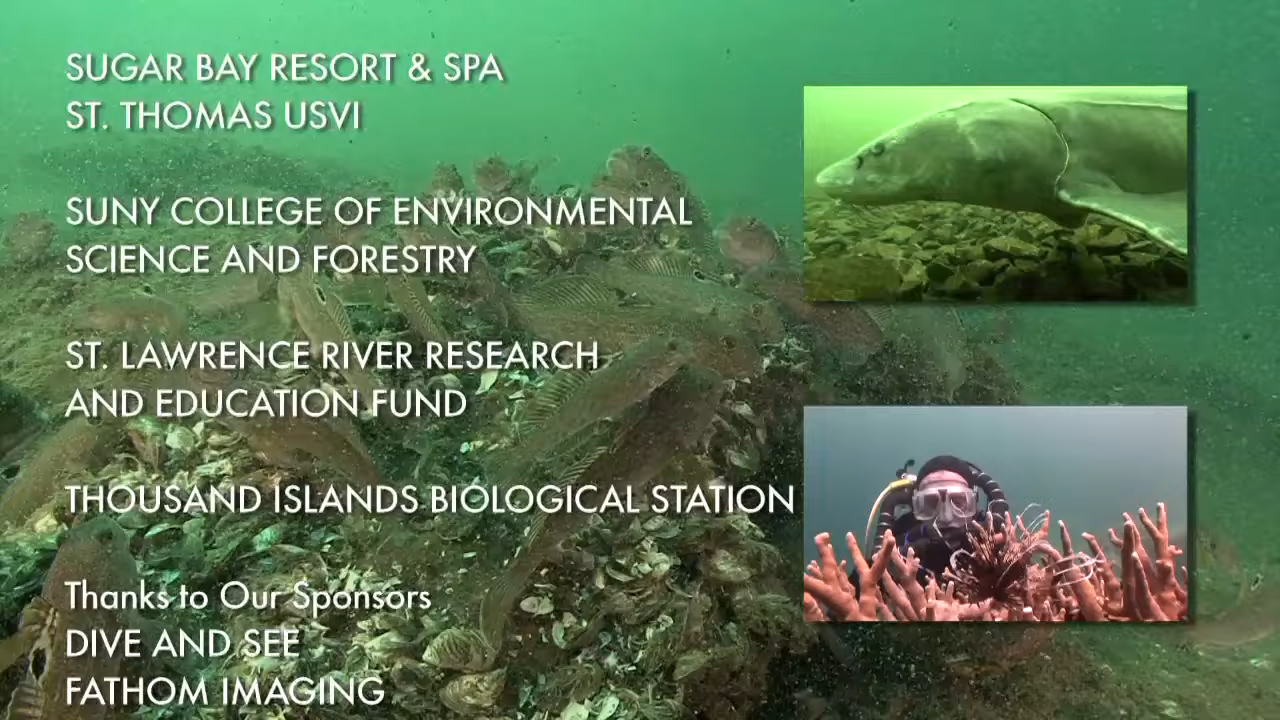 SUGAR BAY RESORT & SPA
ST. THOMAS USVI
SUNY COLLEGE OF ENVIRONMENTAL
SCIENCE AND FORESTRY
ST. LAWRENCE RIVER RESEARCH
AND EDUCATION FUND
THOUSAND ISLANDS BIOLOGICAL STATION
Thanks to Our Sponsors
DIVE AND SEE
FATHOM IMAGING